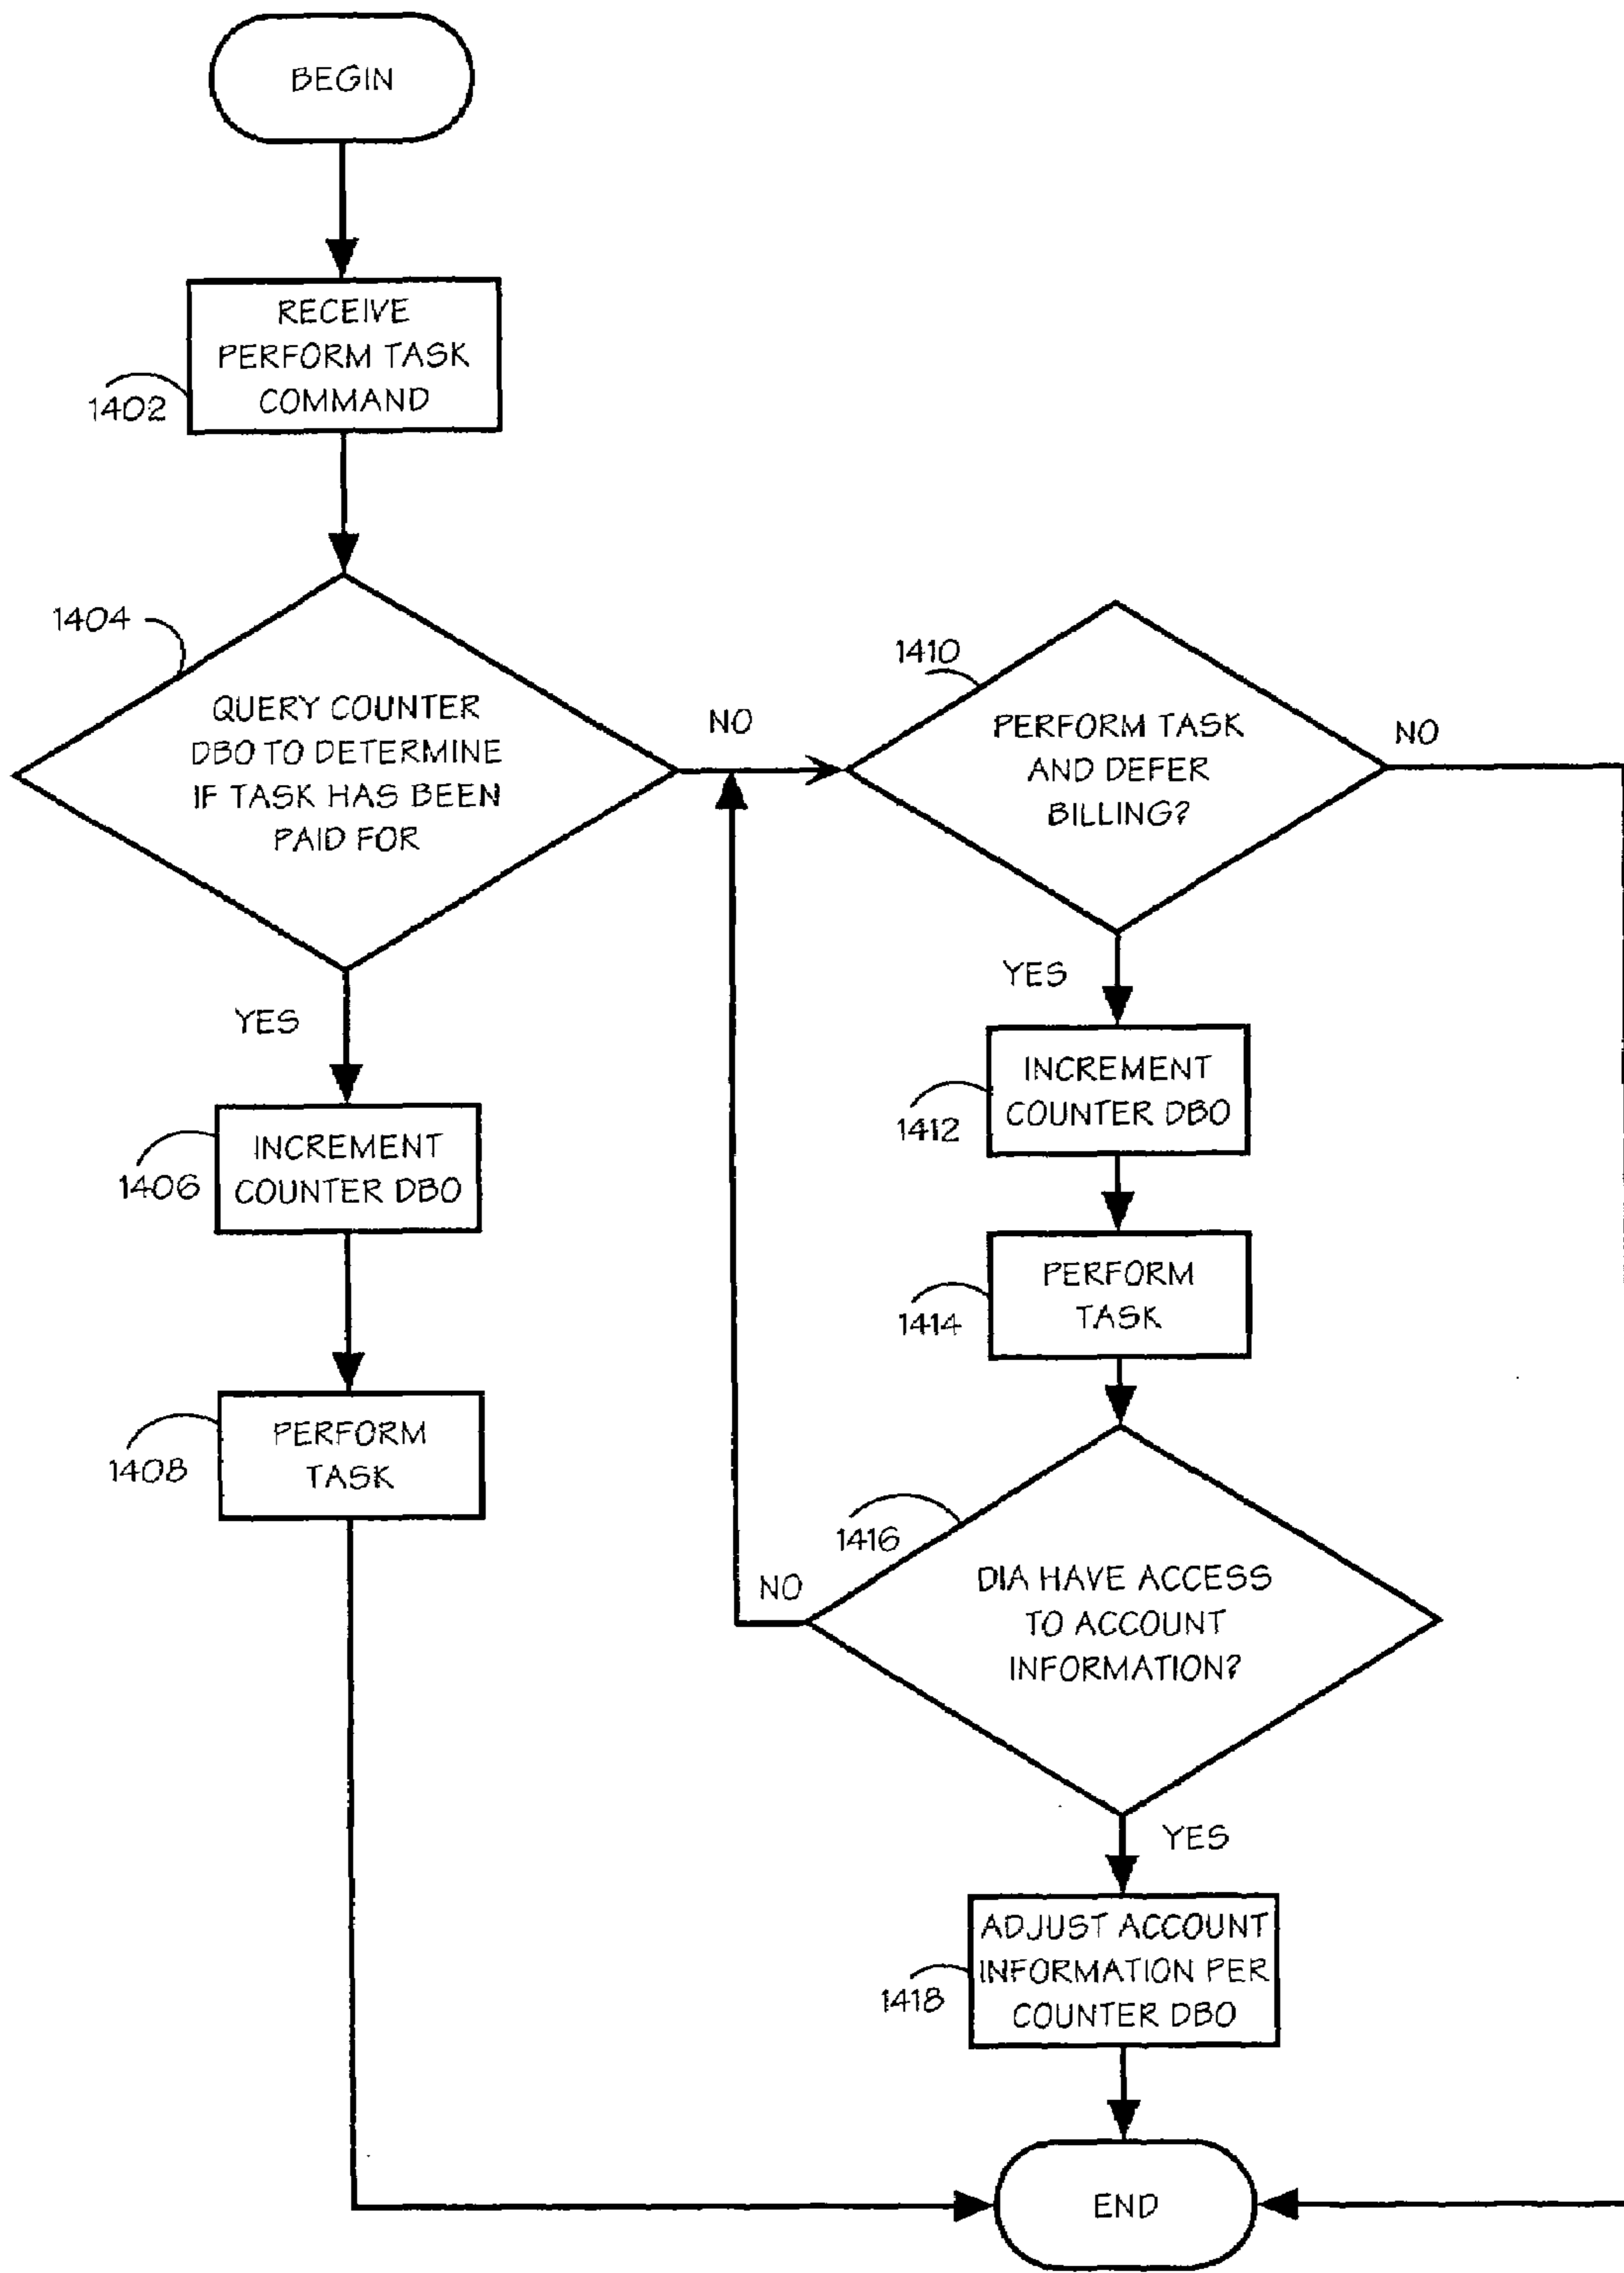 BEGIN
RECEIVE
PERFORM TASK
COMMAND
1402
1404
QUERY COUNTER
DBO TO DETERMINE
IF TASK HAS BEEN
PAID FOR
NO
YES
1406
INCREMENT
COUNTER DBO
1408
PERFORM
TASK
1410
PERFORM TASK
AND DEFER
BILLING?
NO
YES
INCREMENT
COUNTER DBO
1412
PERFORM
TASK
1414
1416
DIA HAVE ACCESS
TO ACCOUNT
INFORMATION?
NO
YES
ADJUST ACCOUNT
INFORMATION PER
COUNTER DBO
1418
END